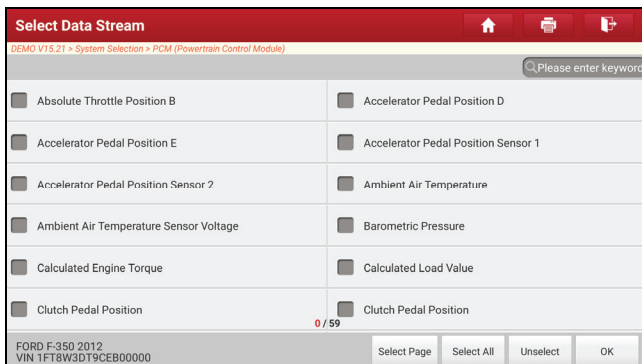 Select Data Stream
DEMO V15.21 > System Selection > PCM (Powertrain Control Module)
Please enter keyword
Absolute Throttle Position B
Accelerator Pedal Position D
Accelerator Pedal Position E
Accelerator Pedal Position Sensor 1
Accelerator Pedal Position Sensor 2
Ambient Air Temperature
Ambient Air Temperature Sensor Voltage
Barometric Pressure
Calculated Engine Torque
Calculated Load Value
Clutch Pedal Position
Clutch Pedal Position
0 / 59
FORD F-350 2012
VIN 1FT8W3DT9CEB00000
Select Page
Select All
Unselect
OK